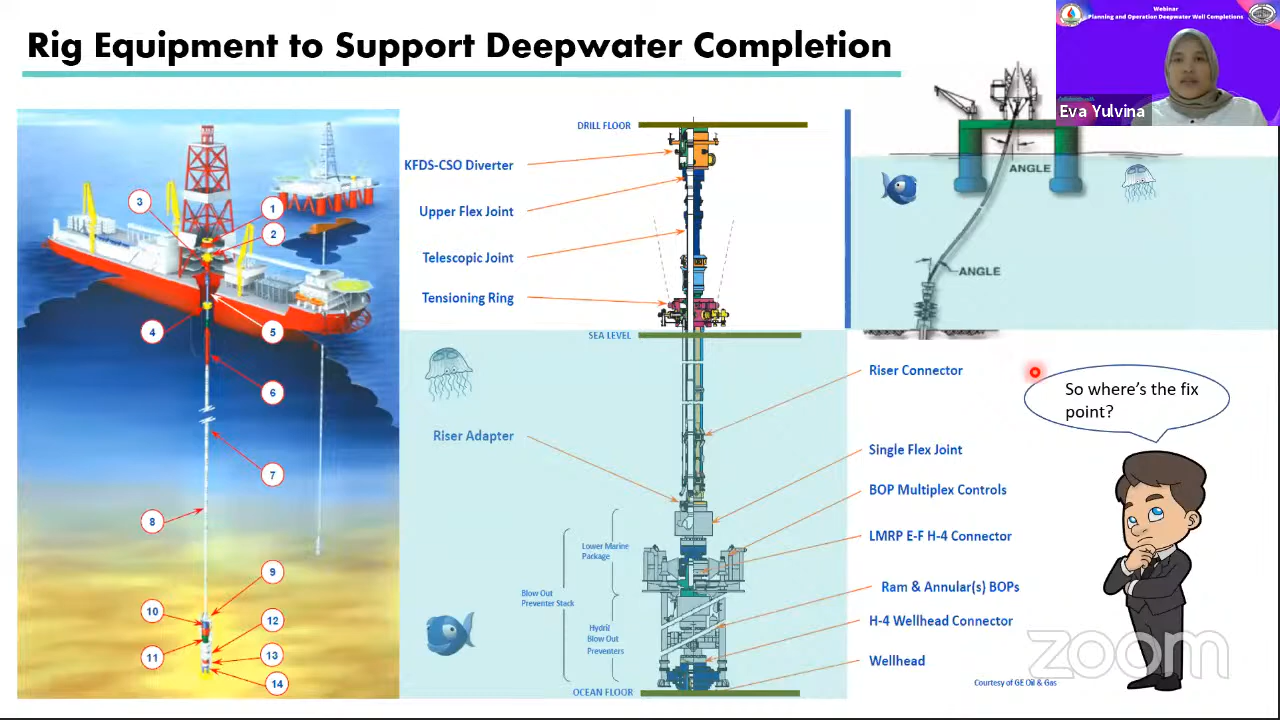 Rig Equipment to Support Deepwater Completion
Webinar
Planning and Operation Deepwater Well Completions
Eva Yulvina
1
2
3
4
5
6
7
8
9
10
11
12
13
14
DRILL FLOOR
KFDS-CSO Diverter
Upper Flex Joint
Telescopic Joint
Tensioning Ring
SEA LEVEL
Riser Adapter
Lower Marine
Package
Blow Out
Preventer Stack
Hydril
Blow Out
Preventers
OCEAN FLOOR
ANGLE
ANGLE
Riser Connector
Single Flex Joint
BOP Multiplex Controls
LMRP E-F H-4 Connector
Ram & Annular(s) BOPs
H-4 Wellhead Connector
Wellhead
Courtesy of GE Oil & Gas
So where's the fix
point?
zoom